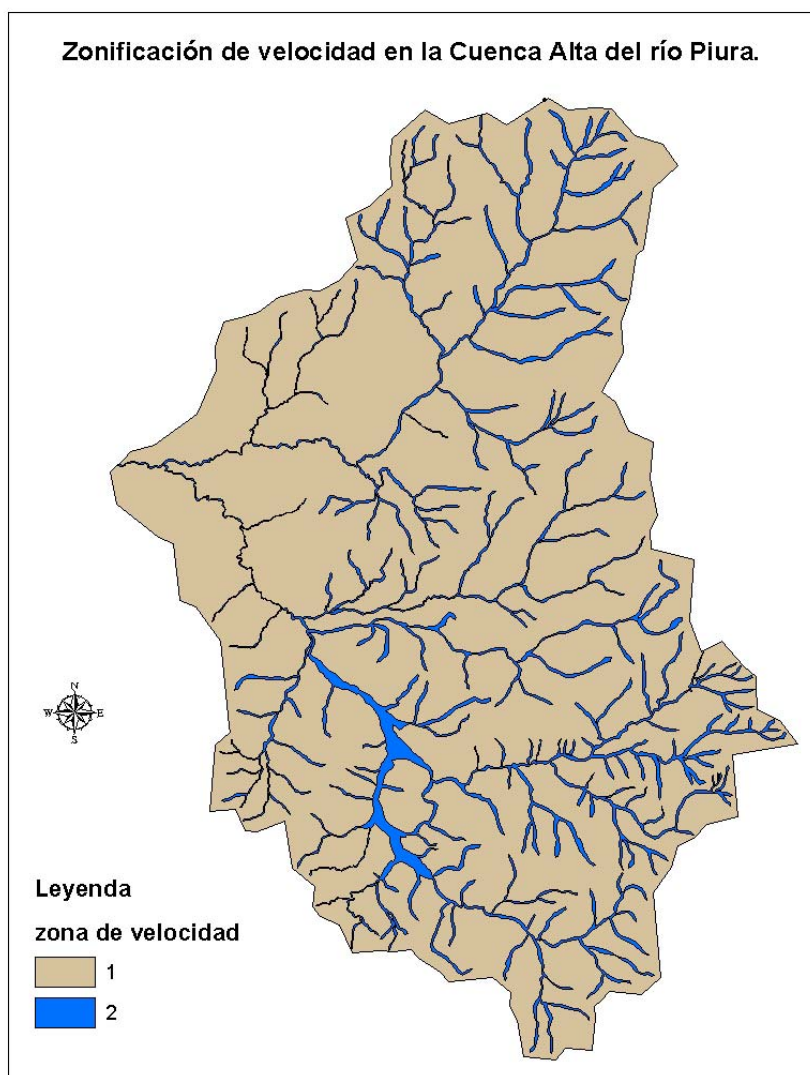 Zonificación de velocidad en la Cuenca Alta del río Piura.
N
W E
S
Leyenda
zona de velocidad
1
2